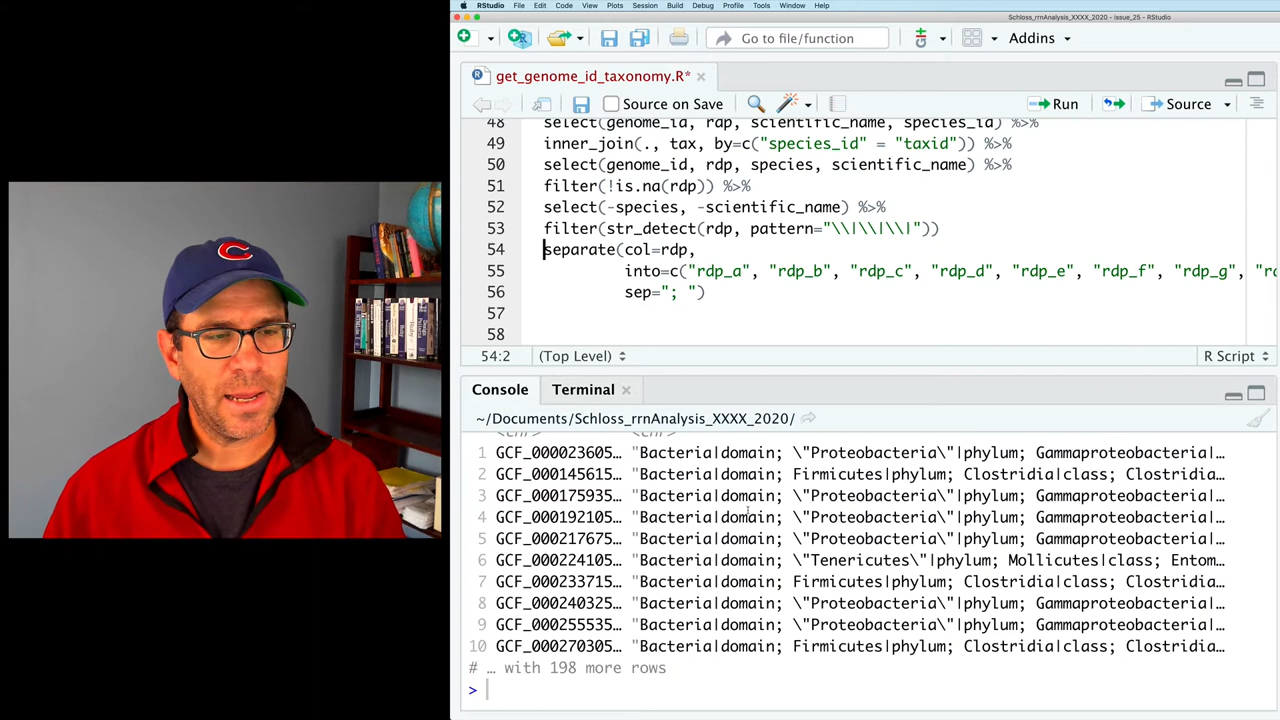 RStudio File Edit Code View Plots Session Build Debug Profile Tools Window Help
Schloss_rrnAnalysis_XXXX_2020 - issue_25 - RStudio
Go to file/function Addins
get_genome_id_taxonomy.R*
Source on Save Run Source
48 select(genome_id, rdp, scientific_name, species_id) %>%
49 inner_join(., tax, by=c("species_id" = "taxid")) %>%
50 select(genome_id, rdp, species, scientific_name) %>%
51 filter(!is.na(rdp)) %>%
52 select(-species, -scientific_name) %>%
53 filter(str_detect(rdp, pattern="\\|\\|\\|"))
54 separate(col=rdp,
55 into=c("rdp_a", "rdp_b", "rdp_c", "rdp_d", "rdp_e", "rdp_f", "rdp_g",
56 sep="; ")
57
58
54:2 (Top Level) R Script
Console Terminal
~/Documents/Schloss_rrnAnalysis_XXXX_2020/
<chr> <chr>
1 GCF_000023605… "Bacteria|domain; \"Proteobacteria\"|phylum; Gammaproteobacteria|…
2 GCF_000145615… "Bacteria|domain; Firmicutes|phylum; Clostridia|class; Clostridia…
3 GCF_000175935… "Bacteria|domain; \"Proteobacteria\"|phylum; Gammaproteobacteria|…
4 GCF_000192105… "Bacteria|domain; \"Proteobacteria\"|phylum; Gammaproteobacteria|…
5 GCF_000217675… "Bacteria|domain; \"Proteobacteria\"|phylum; Gammaproteobacteria|…
6 GCF_000224105… "Bacteria|domain; \"Tenericutes\"|phylum; Mollicutes|class; Entom…
7 GCF_000233715… "Bacteria|domain; Firmicutes|phylum; Clostridia|class; Clostridia…
8 GCF_000240325… "Bacteria|domain; \"Proteobacteria\"|phylum; Gammaproteobacteria|…
9 GCF_000255535… "Bacteria|domain; \"Proteobacteria\"|phylum; Gammaproteobacteria|…
10 GCF_000270305… "Bacteria|domain; Firmicutes|phylum; Clostridia|class; Clostridia…
# … with 198 more rows
>
C